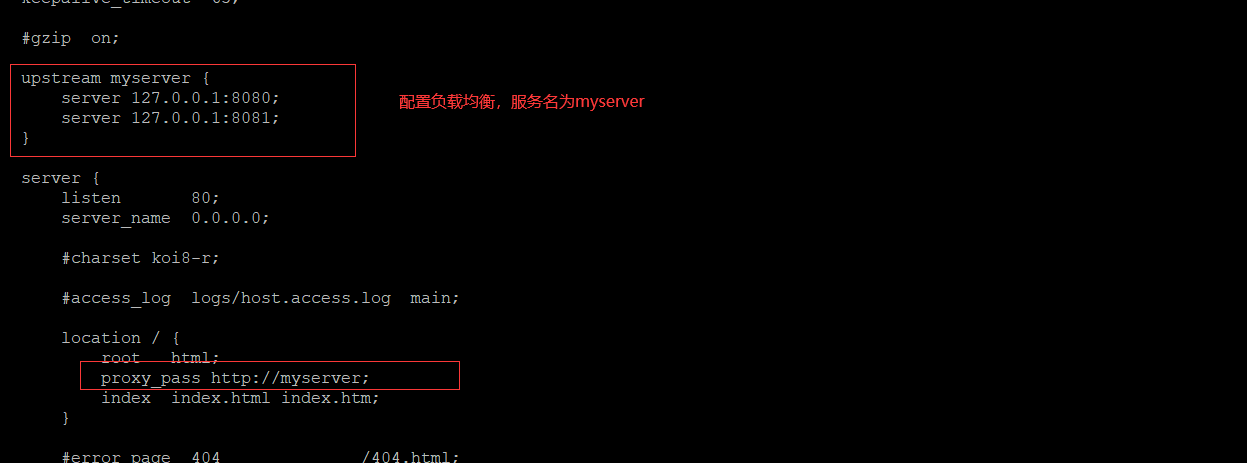 keepalive_timeout  65;
#gzip  on;
upstream myserver {
    server 127.0.0.1:8080;
    server 127.0.0.1:8081;
}
配置负载均衡，服务名为myserver
server {
    listen       80;
    server_name  0.0.0.0;
    #charset koi8-r;
    #access_log  logs/host.access.log  main;
    location / {
        root   html;
        proxy_pass http://myserver;
        index  index.html index.htm;
    }
    #error_page  404              /404.html;